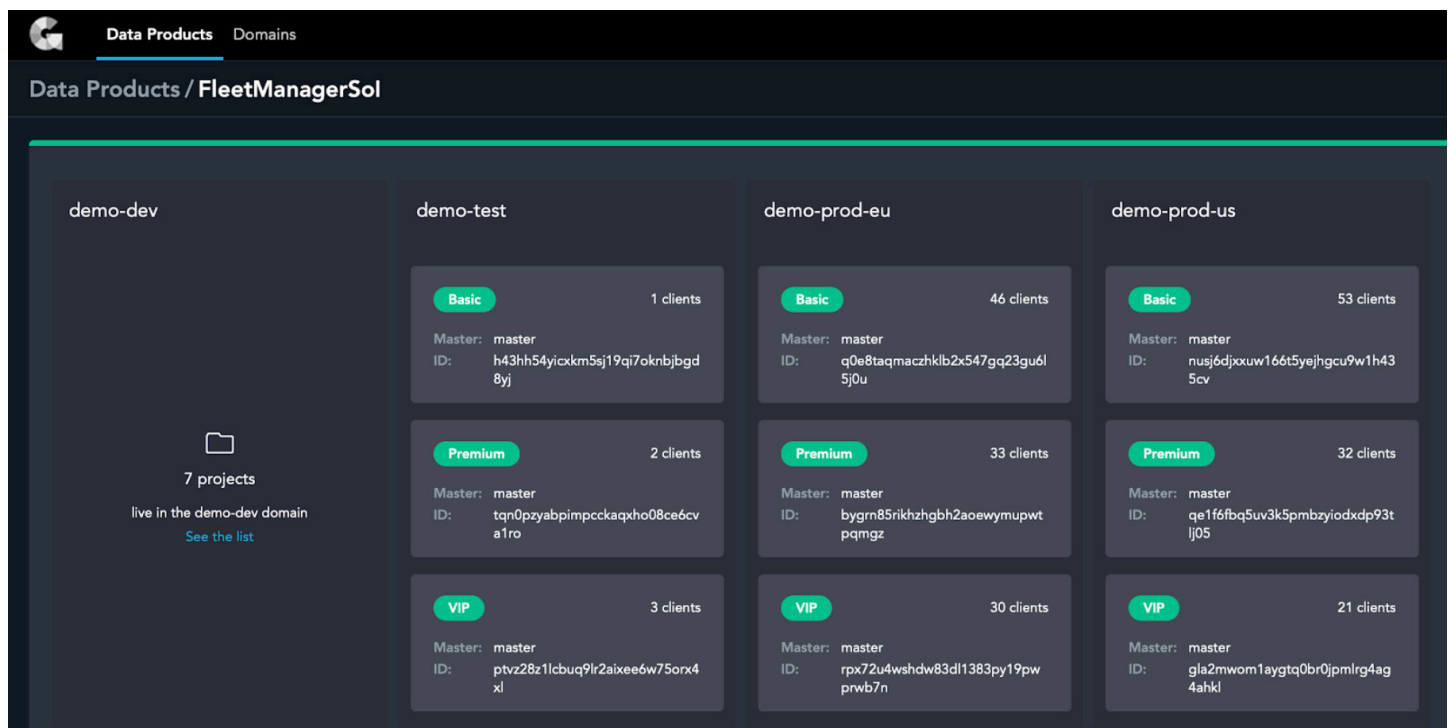 Data Products Domains
Data Products / FleetManagerSol
demo-dev
7 projects
live in the demo-dev domain
See the list
demo-test
Basic 1 clients
Master: master
ID: h43hh54yicxkm5sj19qi7oknbjbgd
8yj
Premium 2 clients
Master: master
ID: tqn0pzyabpimpcckaqxho08ce6cv
a1ro
VIP 3 clients
Master: master
ID: ptvz28z1lcbuq9lr2aixee6w75orx4
xl
demo-prod-eu
Basic 46 clients
Master: master
ID: q0e8taqmaczhklb2x547gq23gu6l
5j0u
Premium 33 clients
Master: master
ID: bygrn85rikhzhgbh2aoewymupwt
pqmgz
VIP 30 clients
Master: master
ID: rpx72u4wshdw83dl1383py19pw
prwb7n
demo-prod-us
Basic 53 clients
Master: master
ID: nusj6djxxuw166t5yejhgcu9w1h43
5cv
Premium 32 clients
Master: master
ID: qe1f6fbq5uv3k5pmbzyiodxdp93t
lj05
VIP 21 clients
Master: master
ID: gla2mwom1aygtq0br0jpmlrg4ag
4ahkl